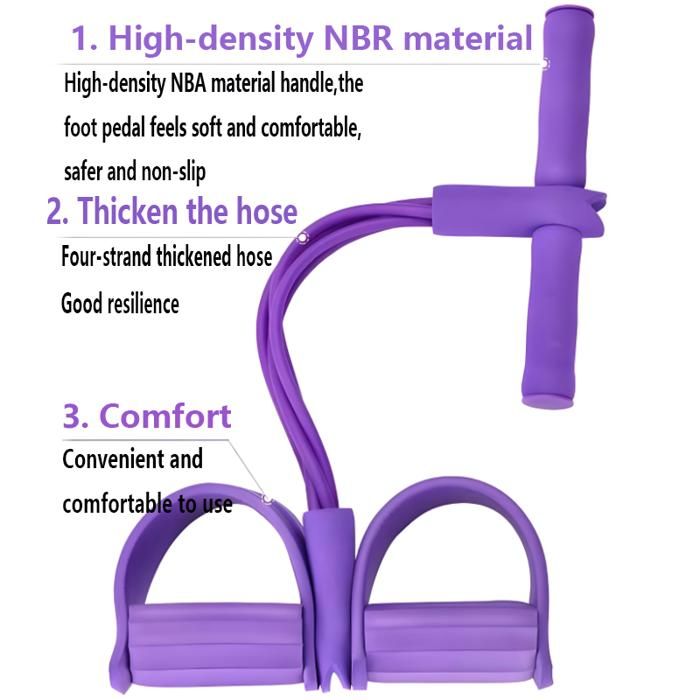 1. High-density NBR material
High-density NBA material handle,the
foot pedal feels soft and comfortable,
safer and non-slip
2. Thicken the hose
Four-strand thickened hose
Good resilience
3. Comfort
Convenient and
comfortable to use